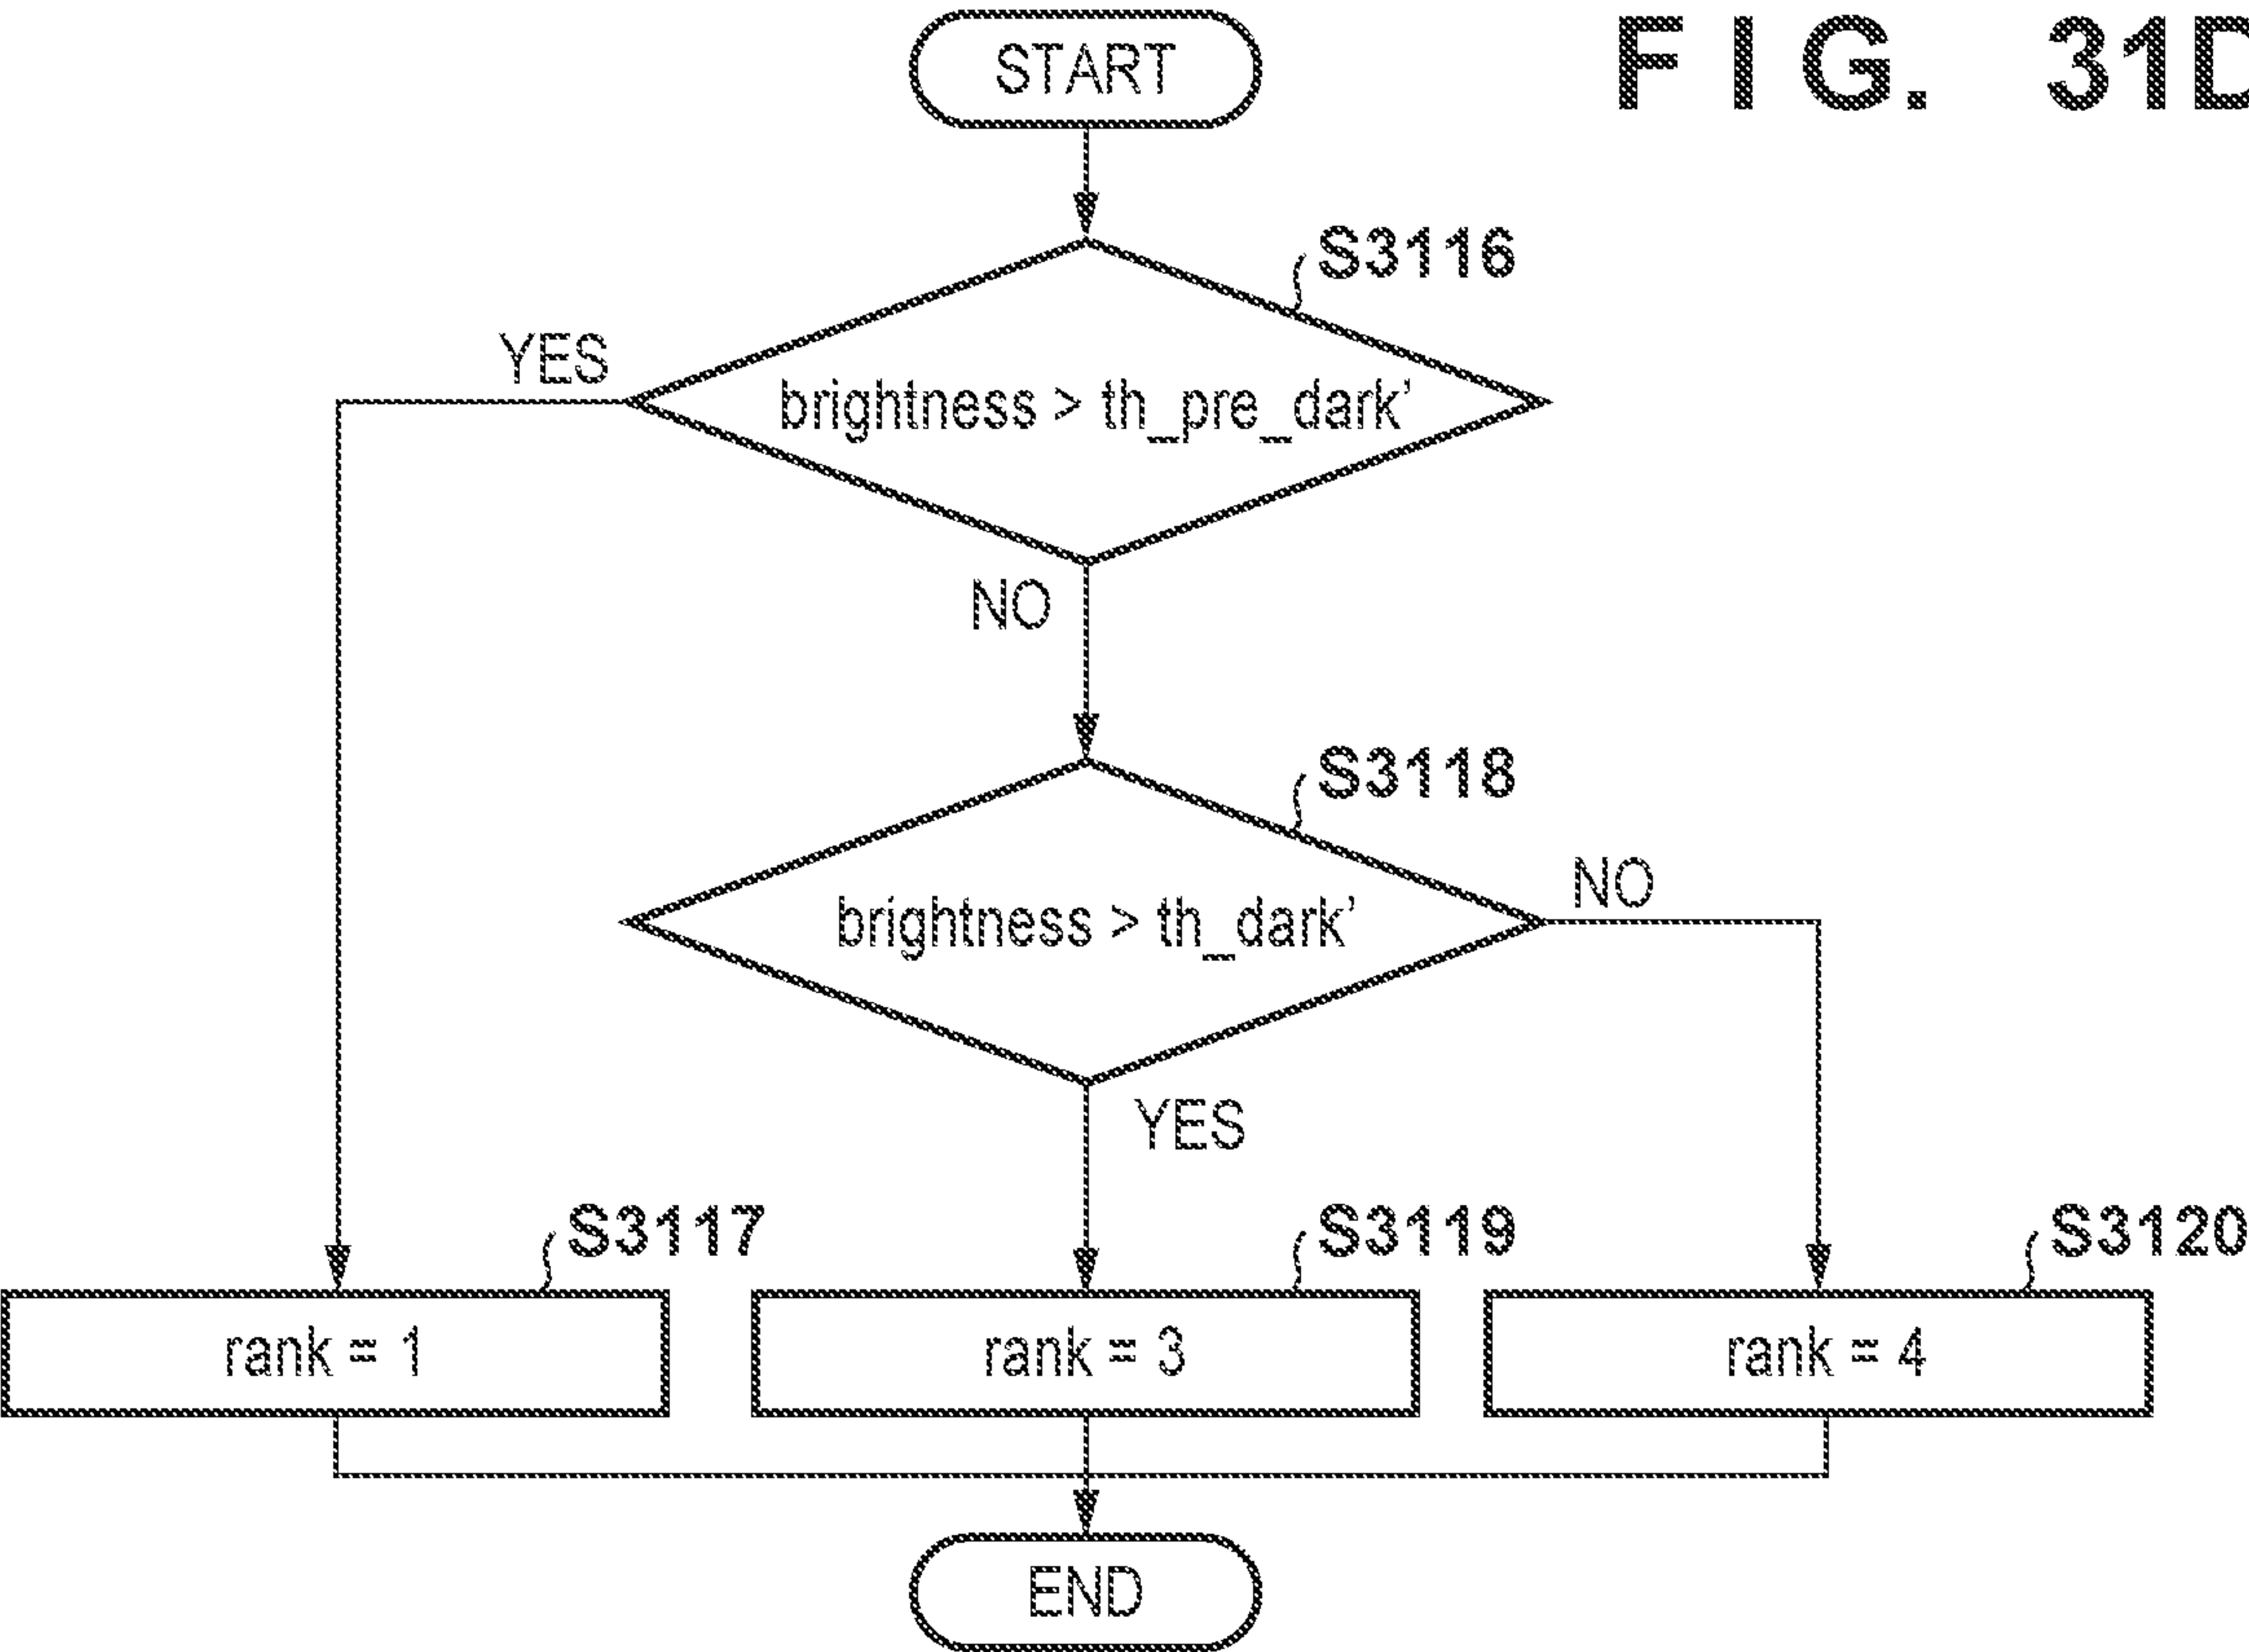 START
FIG. 31D
S3116
YES
brightness > th_pre_dark’
NO
S3118
NO
brightness > th_dark’
YES
S3117
S3119
S3120
rank = 1
rank = 3
rank = 4
END